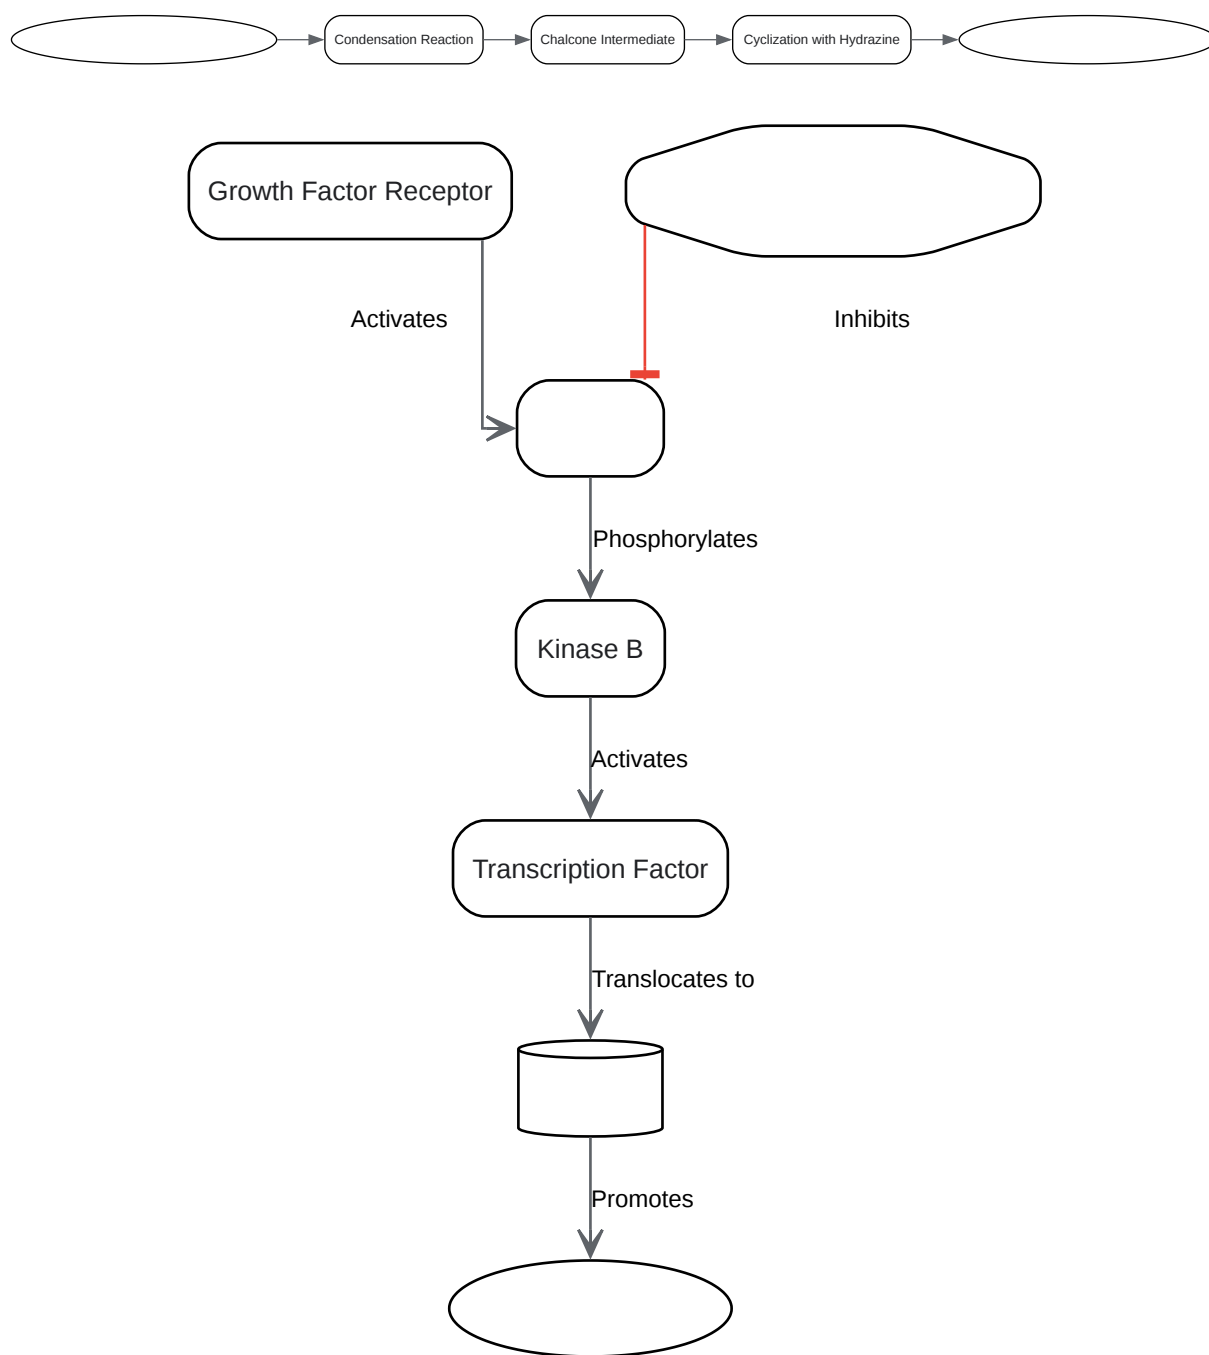 Condensation Reaction
Chalcone Intermediate
Cyclization with Hydrazine
Growth Factor Receptor
Activates
Inhibits
Phosphorylates
Kinase B
Activates
Transcription Factor
Translocates to
Promotes